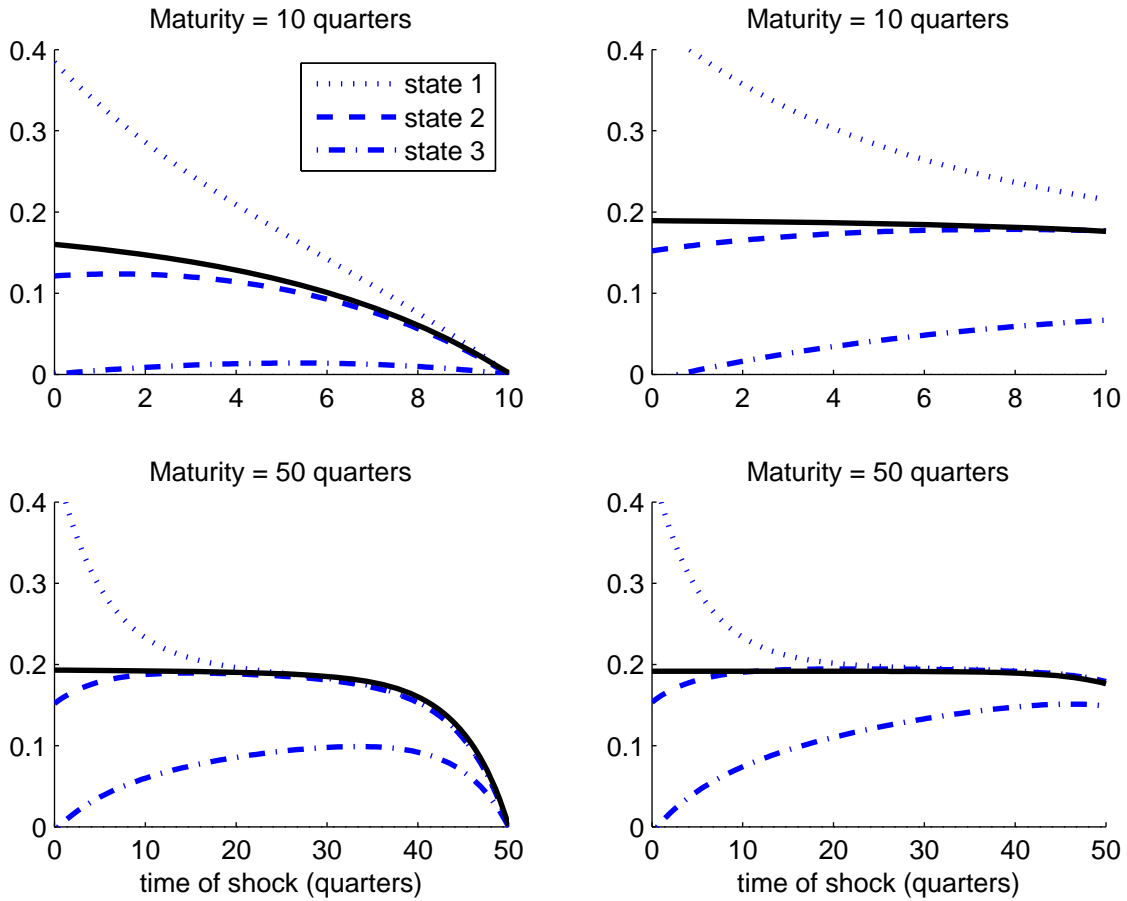 Maturity = 10 quarters
0.4
0.3
0.2
0.1
0
0 2 4 6 8 10
state 1
state 2
state 3
Maturity = 10 quarters
0.4
0.3
0.2
0.1
0
0 2 4 6 8 10
Maturity = 50 quarters
0.4
0.3
0.2
0.1
0
0 10 20 30 40 50
time of shock (quarters)
Maturity = 50 quarters
0.4
0.3
0.2
0.1
0
0 10 20 30 40 50
time of shock (quarters)